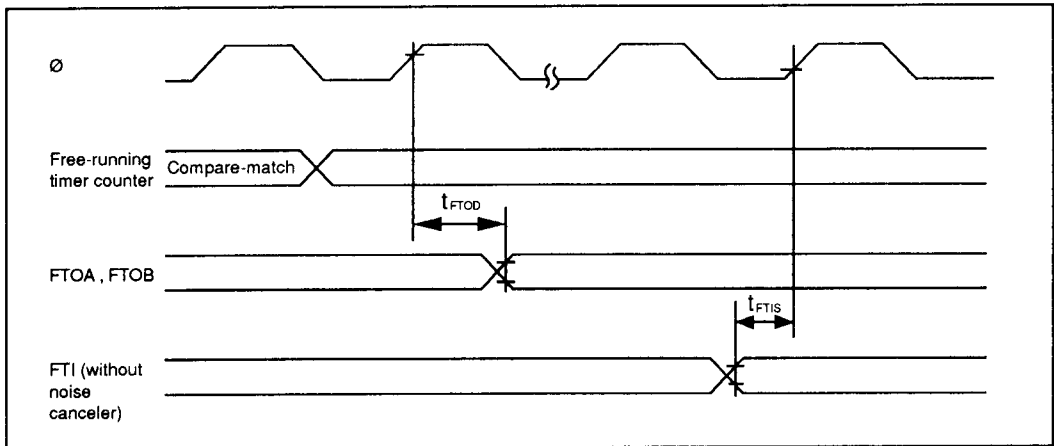 Ø
Free-running
timer counter
Compare-match
tFTOD
FTOA , FTOB
tFTIS
FTI (without
noise
canceler)